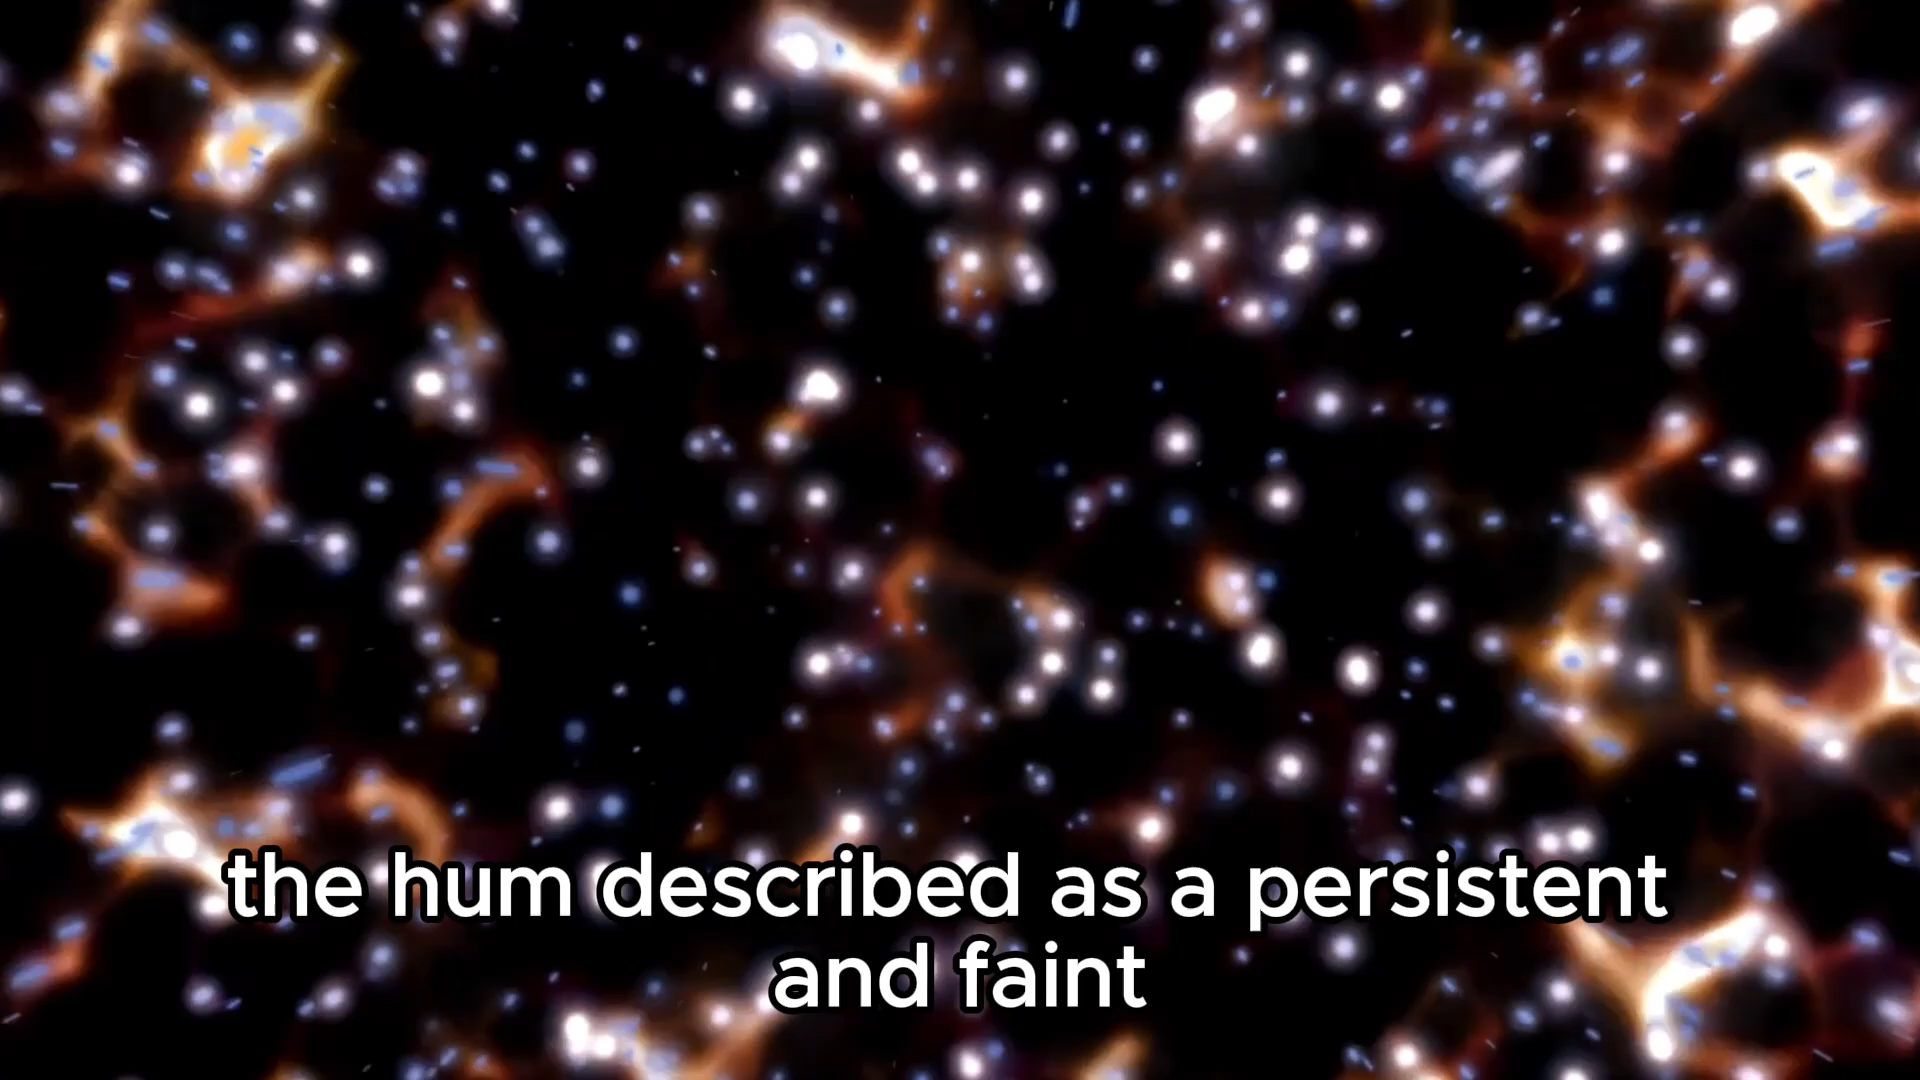 the hum described as a persistent
and faint